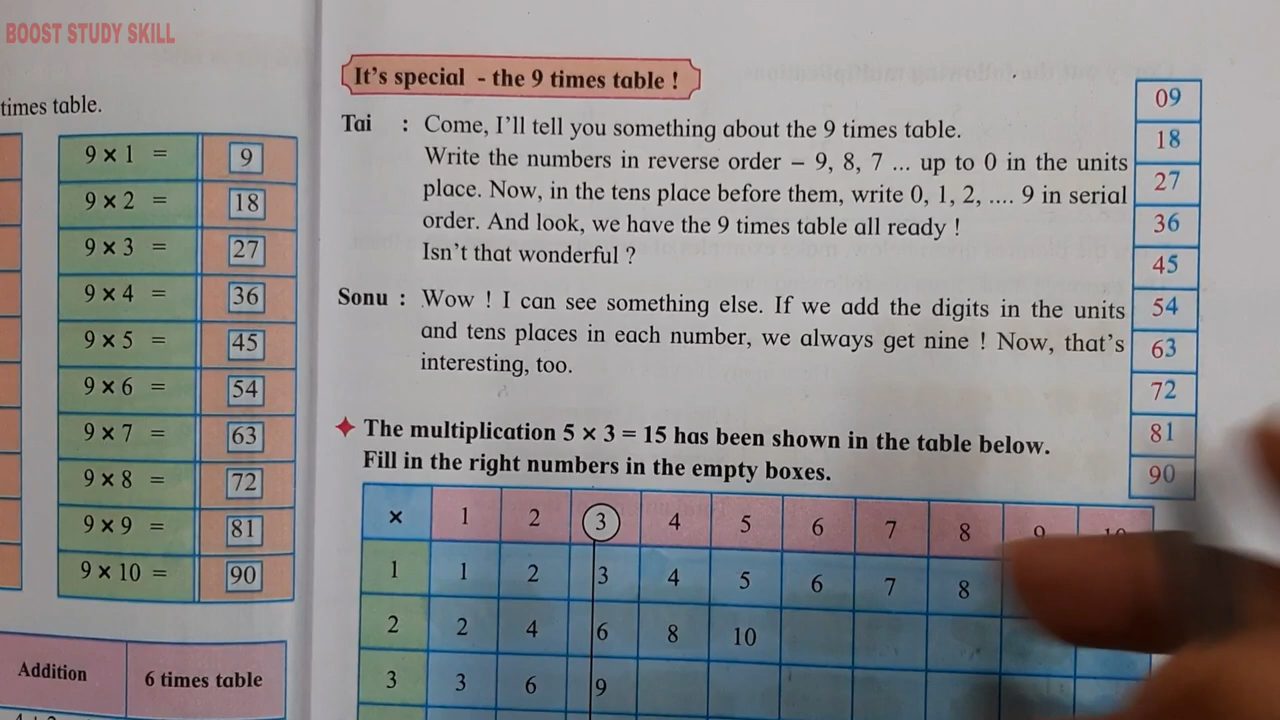 BOOST STUDY SKILL
times table.
9 × 1 = 9
9 × 2 = 18
9 × 3 = 27
9 × 4 = 36
9 × 5 = 45
9 × 6 = 54
9 × 7 = 63
9 × 8 = 72
9 × 9 = 81
9 × 10 = 90
Addition 6 times table
It's special - the 9 times table !
Tai : Come, I'll tell you something about the 9 times table.
Write the numbers in reverse order – 9, 8, 7 ... up to 0 in the units
place. Now, in the tens place before them, write 0, 1, 2, .... 9 in serial
order. And look, we have the 9 times table all ready !
Isn't that wonderful ?
Sonu : Wow ! I can see something else. If we add the digits in the units
and tens places in each number, we always get nine ! Now, that's
interesting, too.
09
18
27
36
45
54
63
72
81
90
✦ The multiplication 5 × 3 = 15 has been shown in the table below.
Fill in the right numbers in the empty boxes.
× 1 2 3 4 5 6 7 8 9 10
1 1 2 3 4 5 6 7 8
2 2 4 6 8 10
3 3 6 9